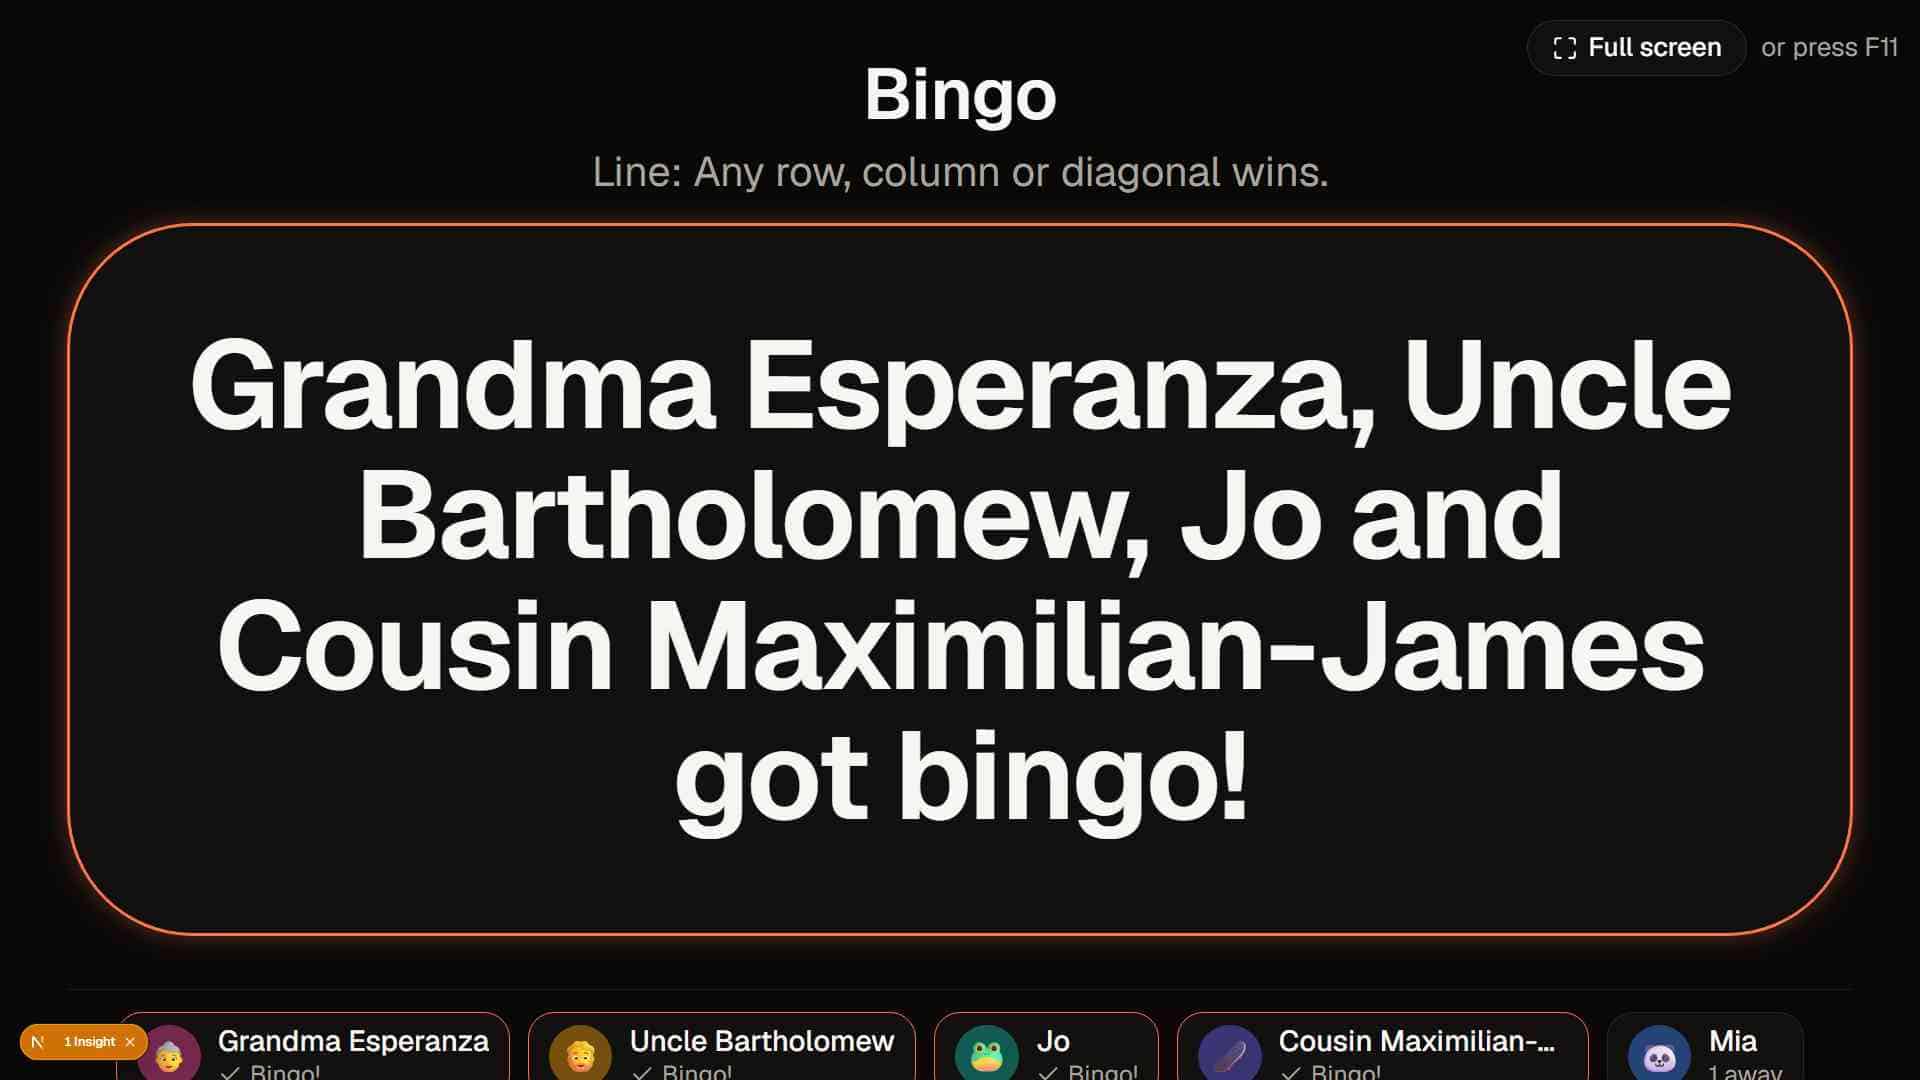 Full screen or press F11
Bingo
Line: Any row, column or diagonal wins.
Grandma Esperanza, Uncle
Bartholomew, Jo and
Cousin Maximilian-James
got bingo!
1 Insight
Grandma Esperanza
Bingo!
Uncle Bartholomew
Bingo!
Jo
Bingo!
Cousin Maximilian-...
Bingo!
Mia
1 away